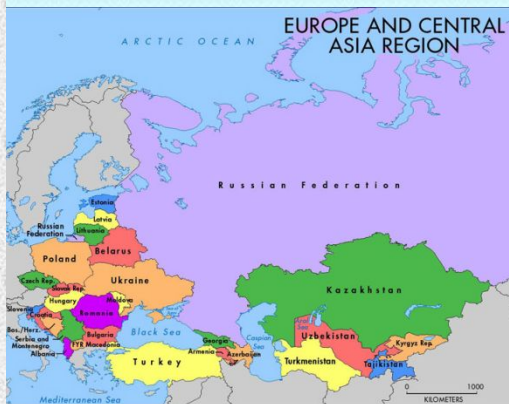 EUROPE AND CENTRAL
ASIA REGION
ARCTIC OCEAN
Russian Federation
Estonia
Latvia
Lithuania
Russian
Federation
Belarus
Poland
Ukraine
Czech Rep.
Slovak Rep.
Kazakhstan
Hungary
Moldova
Slovenia
Romania
Croatia
Bos./Herz.
Serbia and
Montenegro
Albania
Bulgaria
FYR
Macedonia
Black Sea
Georgia
Armenia
Azerbaijan
Caspian
Sea
Aral
Sea
Uzbekistan
Kyrgyz Rep.
Turkmenistan
Tajikistan
Turkey
Mediterranean Sea
0 1000
KILOMETERS